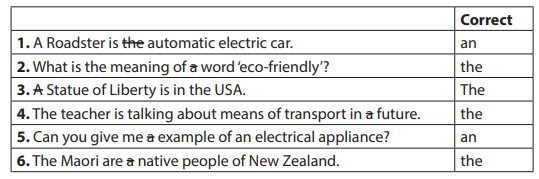 Correct
1. A Roadster is the automatic electric car. an
2. What is the meaning of a word ‘eco-friendly’? the
3. A Statue of Liberty is in the USA. The
4. The teacher is talking about means of transport in a future. the
5. Can you give me a example of an electrical appliance? an
6. The Maori are a native people of New Zealand. the